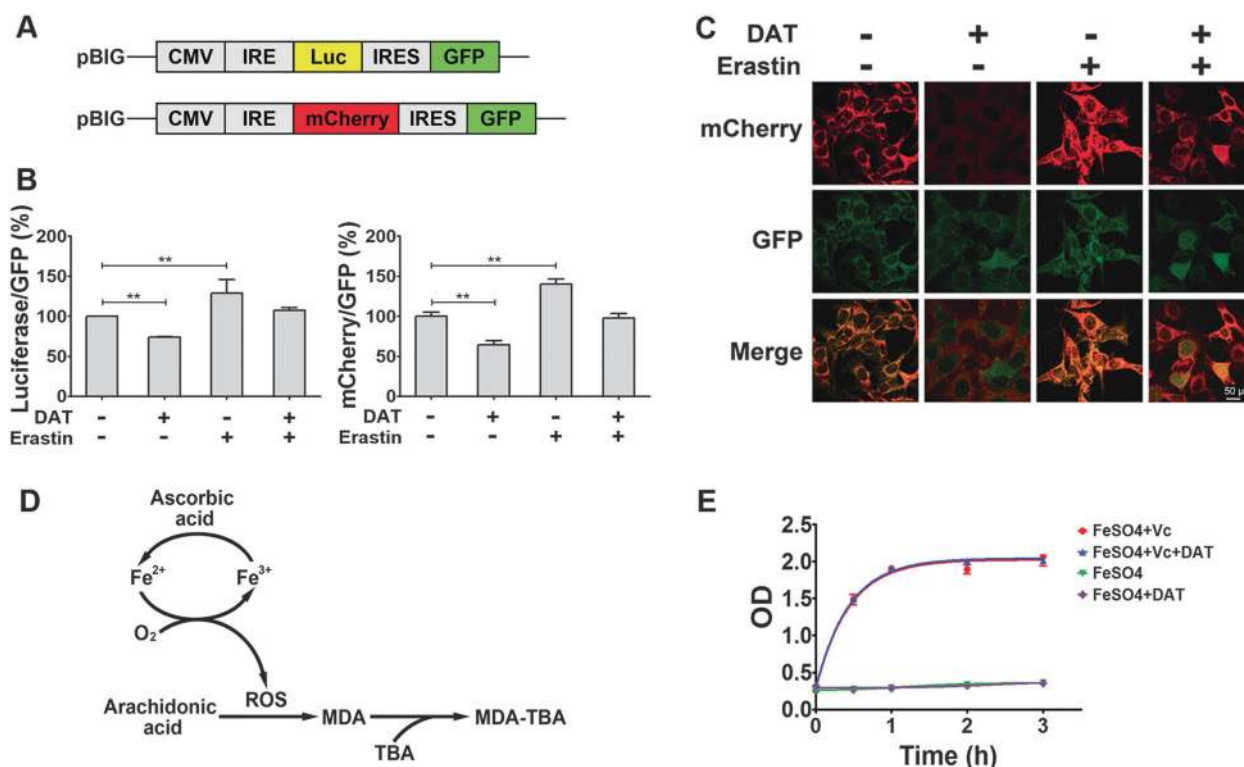 A
pBIG CMV IRE Luc IRES GFP
pBIG CMV IRE mCherry IRES GFP
B
Luciferase/GFP (%)
200
150
100
50
0
** **
DAT - + - +
Erastin - - + +
mCherry/GFP (%)
200
150
100
50
0
** **
DAT - + - +
Erastin - - + +
C
DAT - + - +
Erastin - - + +
mCherry
GFP
Merge
50 μ
D
Ascorbic
acid
Fe2+ Fe3+
O2
ROS
Arachidonic
acid
MDA
MDA-TBA
TBA
E
OD
2.5
2.0
1.5
1.0
0.5
0.0
0 1 2 3
Time (h)
FeSO4+Vc
FeSO4+Vc+DAT
FeSO4
FeSO4+DAT